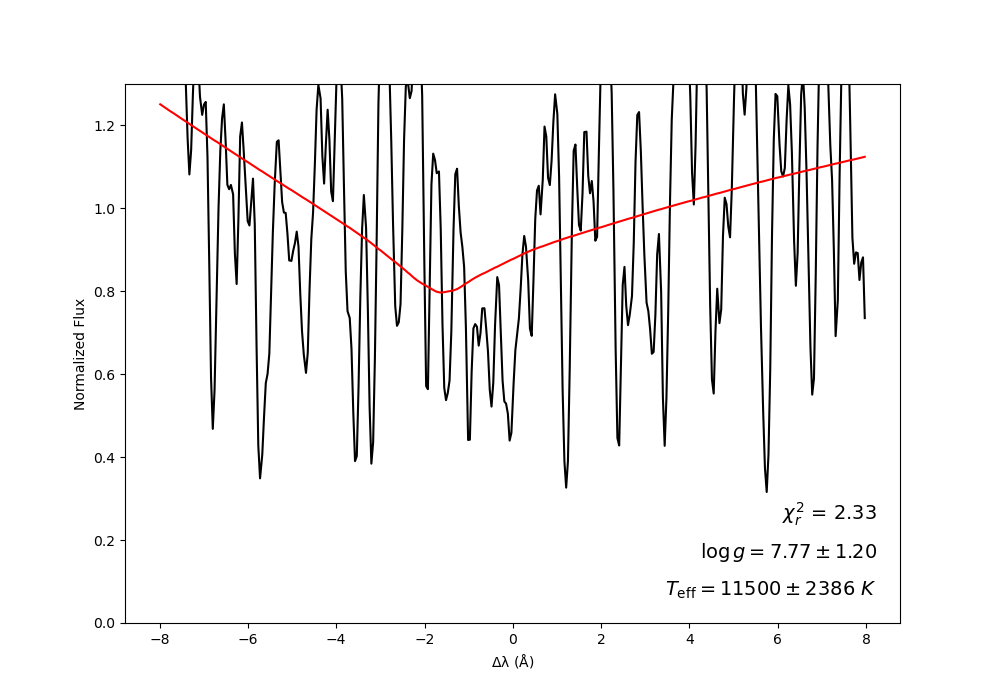 1.2
1.0
0.8
0.6
0.4
0.2
0.0
Normalized Flux
χ²ᵣ = 2.33
log g = 7.77 ± 1.20
T_eff = 11500 ± 2386 K
−8 −6 −4 −2 0 2 4 6 8
Δλ (Å)